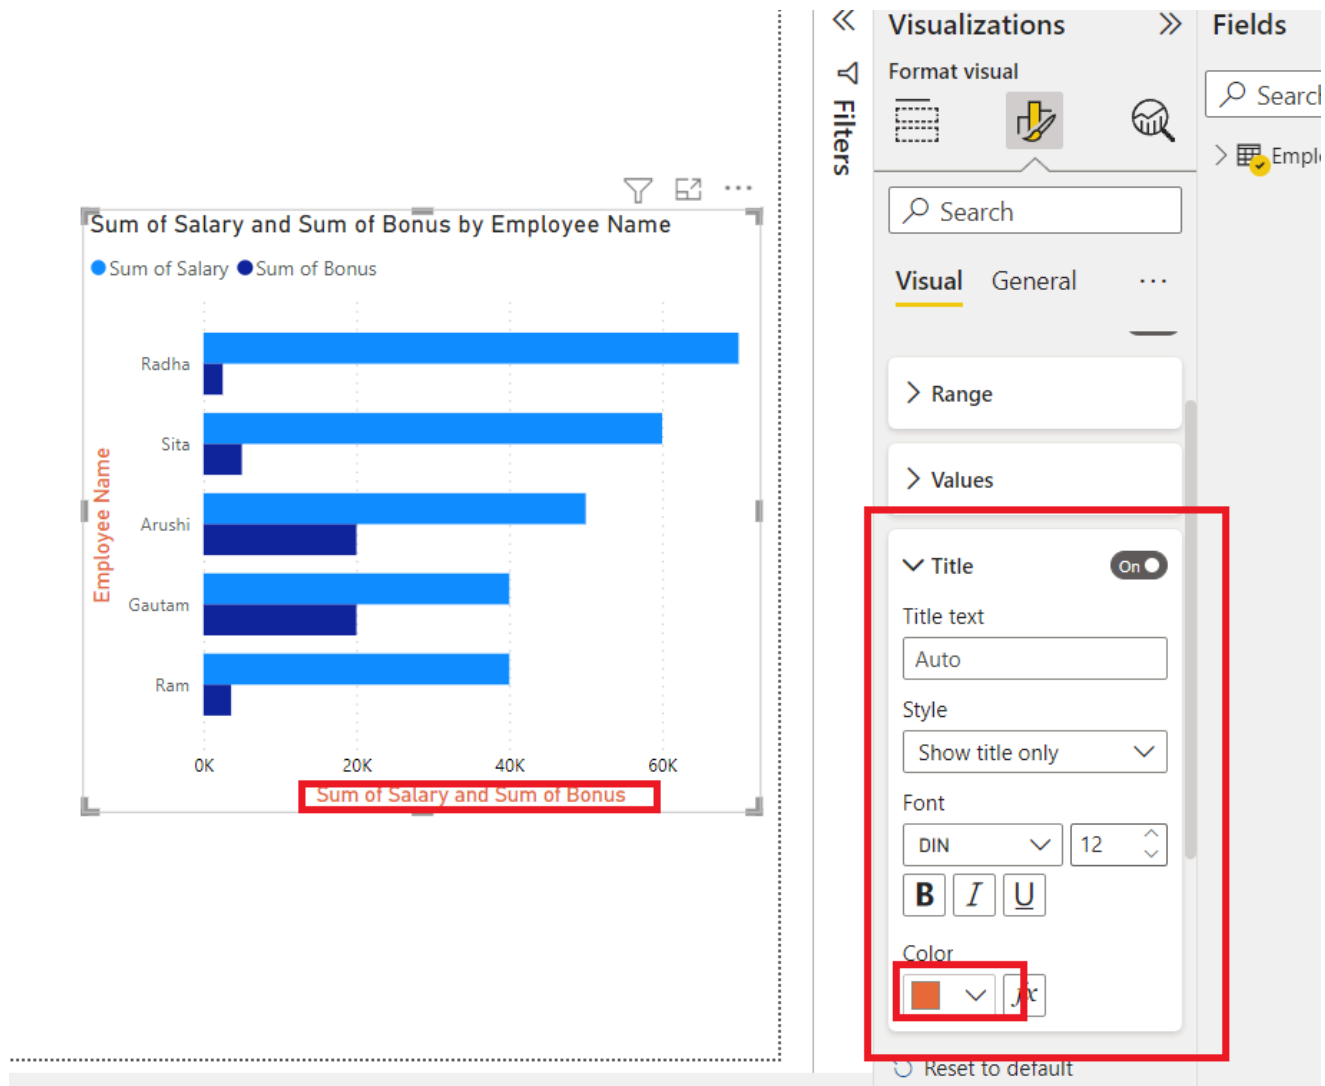 Sum of Salary and Sum of Bonus by Employee Name
Sum of Salary Sum of Bonus
Employee Name
Radha
Sita
Arushi
Gautam
Ram
0K 20K 40K 60K
Sum of Salary and Sum of Bonus
Filters
Visualizations
Format visual
Search
Visual General
Range
Values
Title On
Title text
Auto
Style
Show title only
Font
DIN 12
B I U
Color
fx
Reset to default
Fields
Search